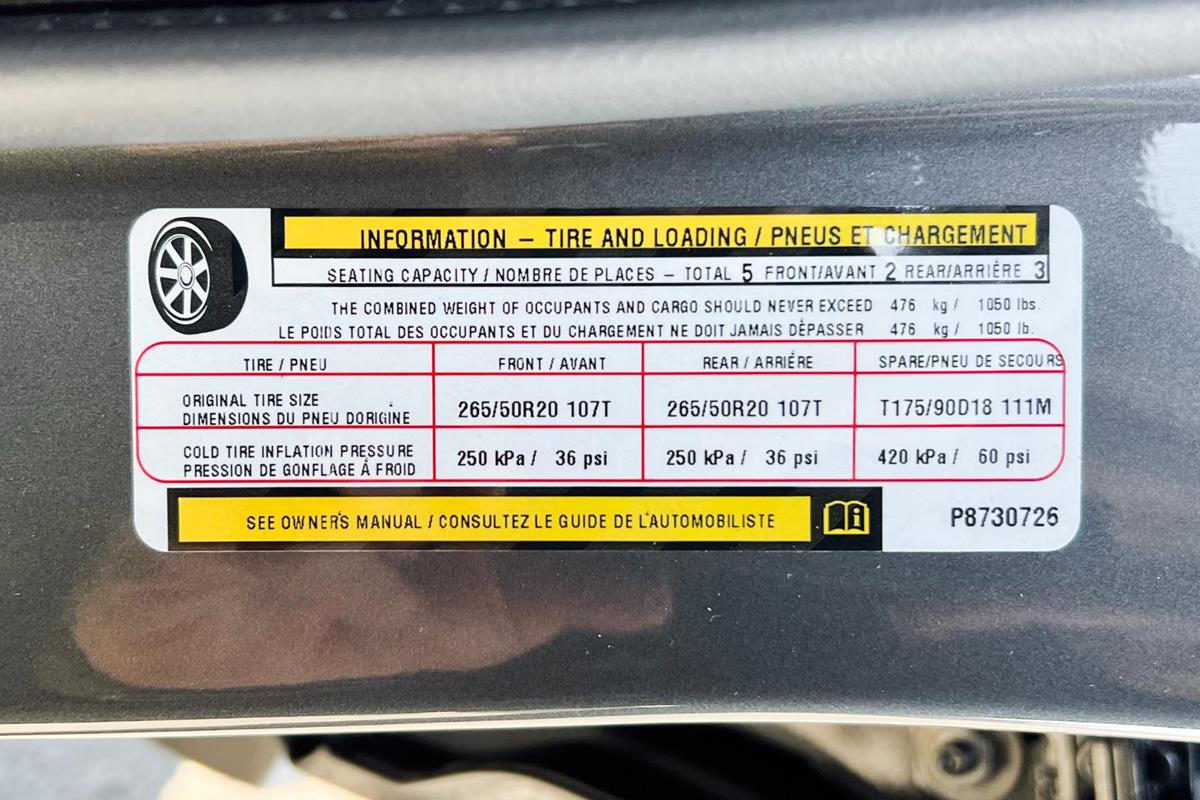 INFORMATION – TIRE AND LOADING / PNEUS ET CHARGEMENT
SEATING CAPACITY / NOMBRE DE PLACES – TOTAL 5 FRONT/AVANT 2 REAR/ARRIÉRE 3
THE COMBINED WEIGHT OF OCCUPANTS AND CARGO SHOULD NEVER EXCEED 476 kg / 1050 lbs.
LE POIDS TOTAL DES OCCUPANTS ET DU CHARGEMENT NE DOIT JAMAIS DÉPASSER 476 kg / 1050 lb.
TIRE / PNEU FRONT / AVANT REAR / ARRIÉRE SPARE/PNEU DE SECOURS
ORIGINAL TIRE SIZE
DIMENSIONS DU PNEU DORIGINE 265/50R20 107T 265/50R20 107T T175/90D18 111M
COLD TIRE INFLATION PRESSURE
PRESSION DE GONFLAGE Á FROID 250 kPa / 36 psi 250 kPa / 36 psi 420 kPa / 60 psi
SEE OWNER'S MANUAL / CONSULTEZ LE GUIDE DE L'AUTOMOBILISTE
P8730726